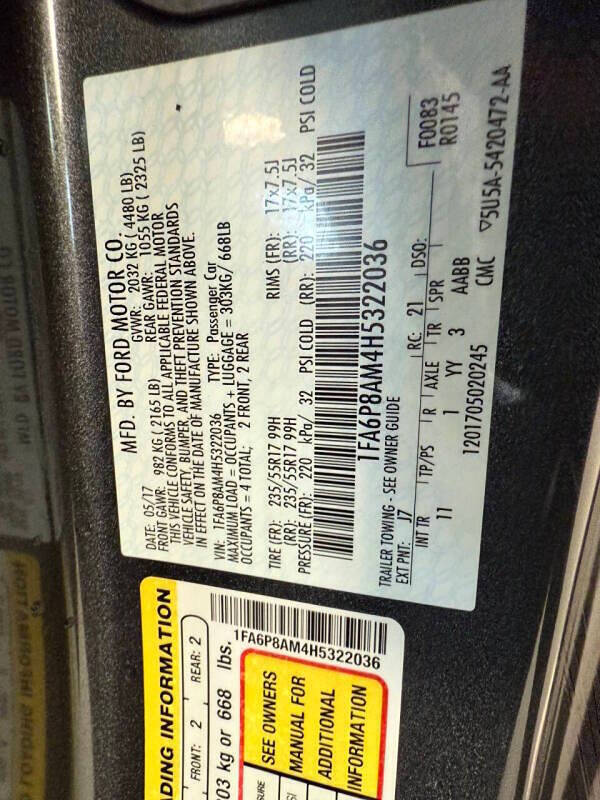 MFD. BY FORD MOTOR CO.
DATE: 05/17 GVWR: 2032 KG ( 4480 LB)
FRONT GAWR: 982 KG ( 2165 LB) REAR GAWR: 1055 KG ( 2325 LB)
THIS VEHICLE CONFORMS TO ALL APPLICABLE FEDERAL MOTOR
VEHICLE SAFETY, BUMPER, AND THEFT PREVENTION STANDARDS
IN EFFECT ON THE DATE OF MANUFACTURE SHOWN ABOVE.
VIN: 1FA6P8AM4H5322036 TYPE: Passenger Car
MAXIMUM LOAD = OCCUPANTS + LUGGAGE = 303KG/ 668LB
OCCUPANTS = 4 TOTAL: 2 FRONT, 2 REAR
TIRE (FR): 235/55R17 99H RIMS (FR): 17x7.5J
(RR): 235/55R17 99H (RR): 17x7.5J
PRESSURE (FR): 220 kPa/ 32 PSI COLD (RR): 220 kPa/ 32 PSI COLD
1FA6P8AM4H5322036
TRAILER TOWING - SEE OWNER GUIDE
F0083
EXT PNT: J7 RC: 21 DSO: R0145
INT TR TP/PS R AXLE TR SPR
11 1 YY 3 AABB
1201705020245 CMC ▽5U5A-5420472-AA
ADING INFORMATION
FRONT: 2 REAR: 2
03 kg or 668 lbs.
1FA6P8AM4H5322036
SEE OWNERS
MANUAL FOR
ADDITIONAL
INFORMATION